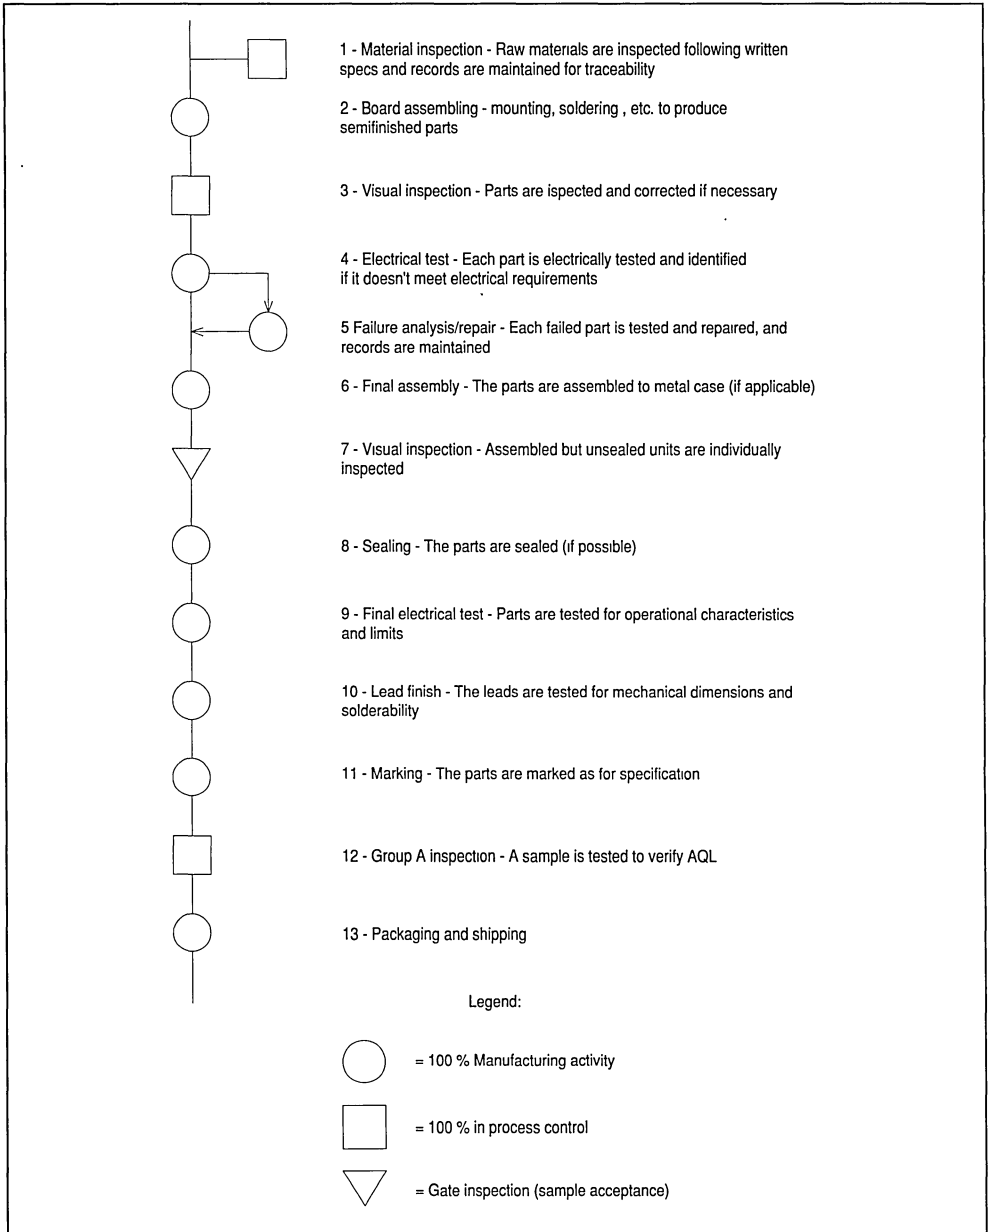 1 - Material inspection - Raw materials are inspected following written
specs and records are maintained for traceability
2 - Board assembling - mounting, soldering , etc. to produce
semifinished parts
3 - Visual inspection - Parts are ispected and corrected if necessary
4 - Electrical test - Each part is electrically tested and identified
if it doesn't meet electrical requirements
5 Failure analysis/repair - Each failed part is tested and repaired, and
records are maintained
6 - Final assembly - The parts are assembled to metal case (if applicable)
7 - Visual inspection - Assembled but unsealed units are individually
inspected
8 - Sealing - The parts are sealed (if possible)
9 - Final electrical test - Parts are tested for operational characteristics
and limits
10 - Lead finish - The leads are tested for mechanical dimensions and
solderability
11 - Marking - The parts are marked as for specification
12 - Group A inspection - A sample is tested to verify AQL
13 - Packaging and shipping
Legend:
= 100 % Manufacturing activity
= 100 % in process control
= Gate inspection (sample acceptance)